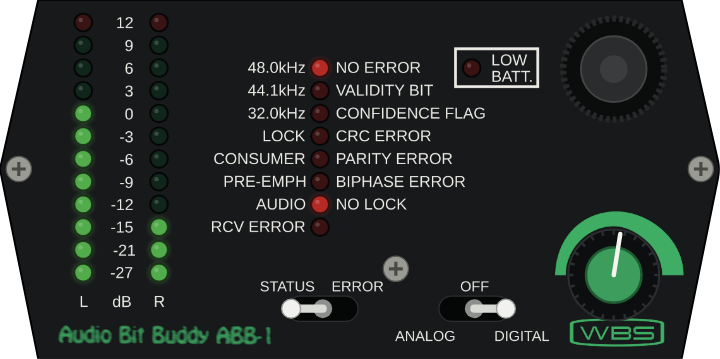 12
9
6
3
0
-3
-6
-9
-12
-15
-21
-27
L dB R
48.0kHz NO ERROR
44.1kHz VALIDITY BIT
32.0kHz CONFIDENCE FLAG
LOCK CRC ERROR
CONSUMER PARITY ERROR
PRE-EMPH BIPHASE ERROR
AUDIO NO LOCK
RCV ERROR
LOW
BATT.
STATUS ERROR
OFF
ANALOG DIGITAL
Audio Bit Buddy ABB-1
WBS